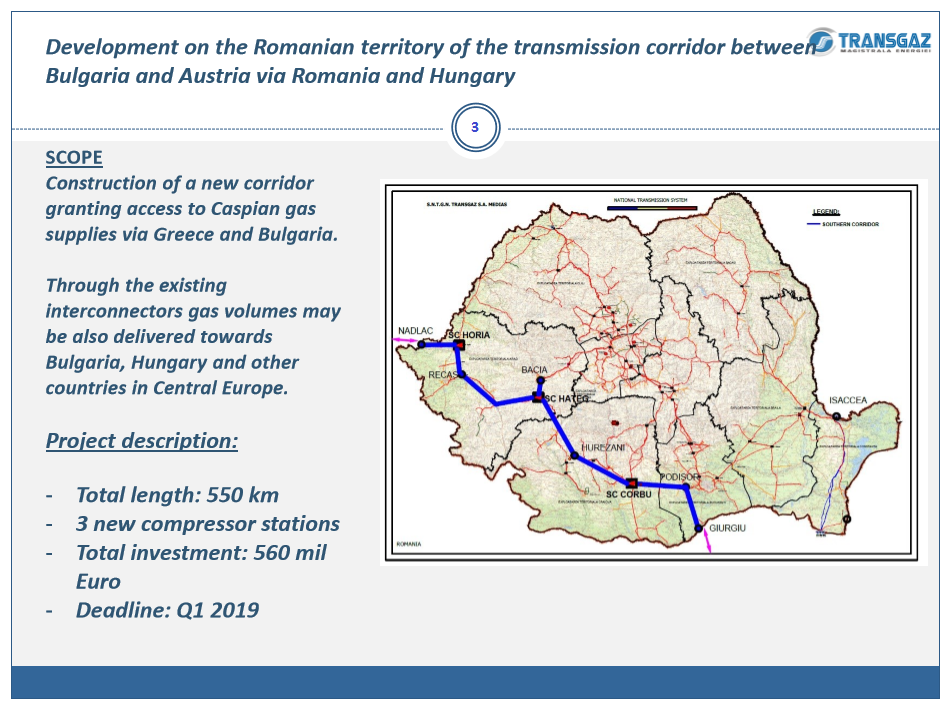 Development on the Romanian territory of the transmission corridor between
Bulgaria and Austria via Romania and Hungary
TRANSGAZ
MAGISTRALA ENERGIEI
3
SCOPE
Construction of a new corridor
granting access to Caspian gas
supplies via Greece and Bulgaria.
Through the existing
interconnectors gas volumes may
be also delivered towards
Bulgaria, Hungary and other
countries in Central Europe.
Project description:
- Total length: 550 km
- 3 new compressor stations
- Total investment: 560 mil
Euro
- Deadline: Q1 2019
S.N.T.G.N. TRANSGAZ S.A. MEDIAS
NATIONAL TRANSMISSION SYSTEM
LEGEND:
SOUTHERN CORRIDOR
NADLAC
SC HORIA
RECAS
BACIA
SC HATEG
ISACCEA
HUREZANI
PODIȘOR
SC CORBU
GIURGIU
ROMANIA